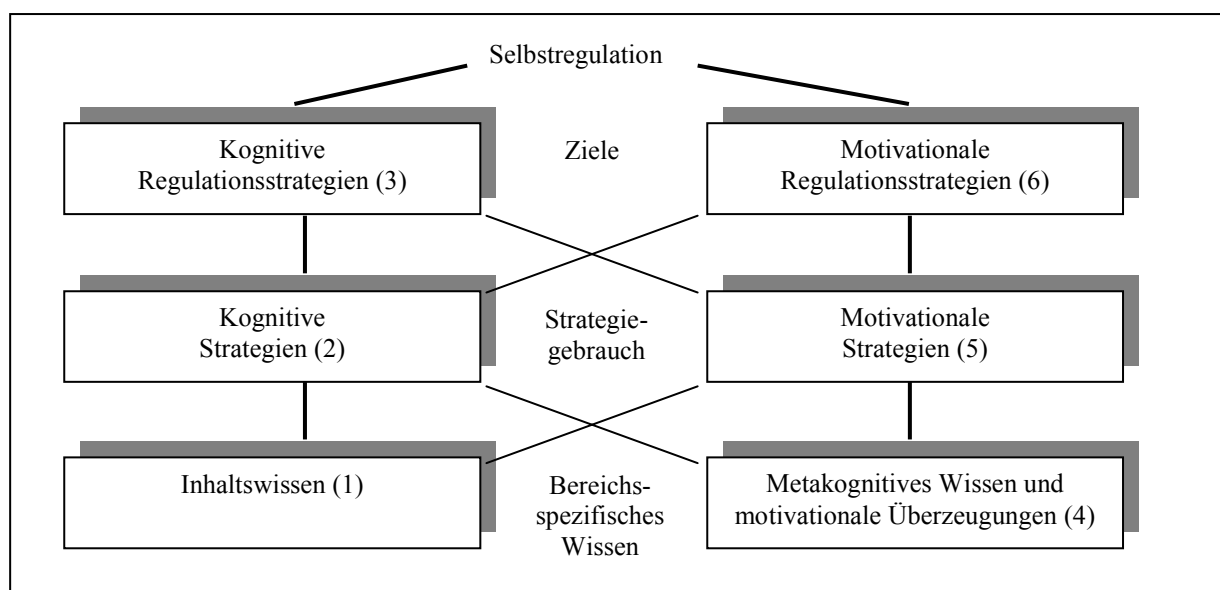 Selbstregulation
Kognitive
Regulationsstrategien (3)
Ziele
Motivationale
Regulationsstrategien (6)
Kognitive
Strategien (2)
Strategie-
gebrauch
Motivationale
Strategien (5)
Inhaltswissen (1)
Bereichs-
spezifisches
Wissen
Metakognitives Wissen und
motivationale Überzeugungen (4)